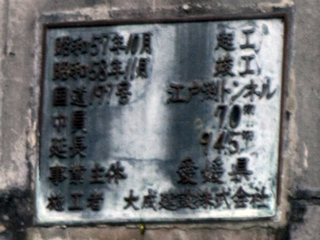 昭和57年10月 起工
昭和58年11月 竣工
国道197号 トンネル
巾員 7.0
延長
事業主体 愛媛県
施工者 大成建設株式会社